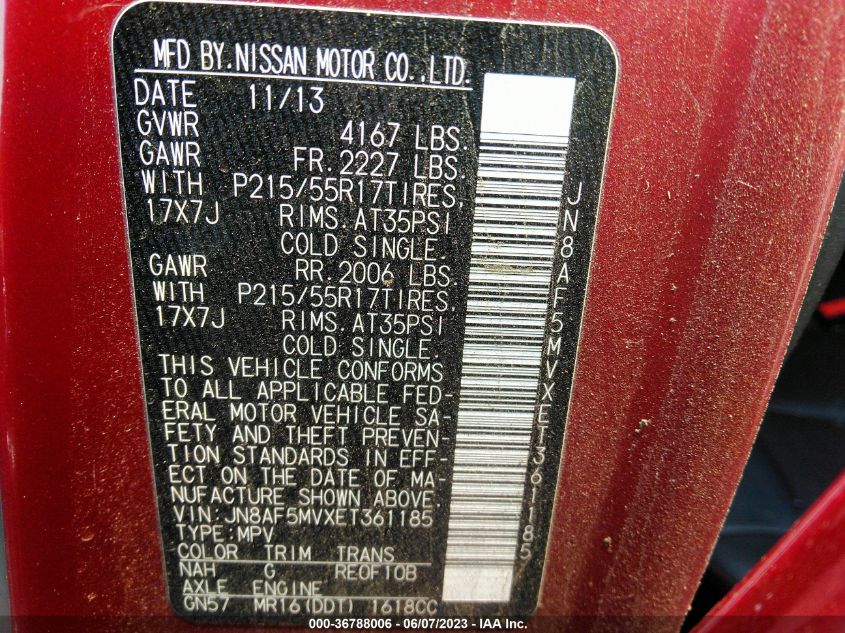 MFD BY.NISSAN MOTOR CO.,LTD.
DATE 11/13
GVWR 4167 LBS.
GAWR FR.2227 LBS.
WITH P215/55R17TIRES,
17X7J RIMS.AT35PSI
COLD SINGLE.
GAWR RR.2006 LBS.
WITH P215/55R17TIRES,
17X7J RIMS.AT35PSI
COLD SINGLE.
THIS VEHICLE CONFORMS
TO ALL APPLICABLE FED-
ERAL MOTOR VEHICLE SA-
FETY AND THEFT PREVEN-
TION STANDARDS IN EFF-
ECT ON THE DATE OF MA-
NUFACTURE SHOWN ABOVE.
VIN:JN8AF5MVXET361185
TYPE:MPV
COLOR TRIM TRANS
NAH G RE0F10B
AXLE ENGINE
GN57 MR16(DDT) 1618CC
JN8AF5MVXET361185
000-36788006 - 06/07/2023 - IAA Inc.